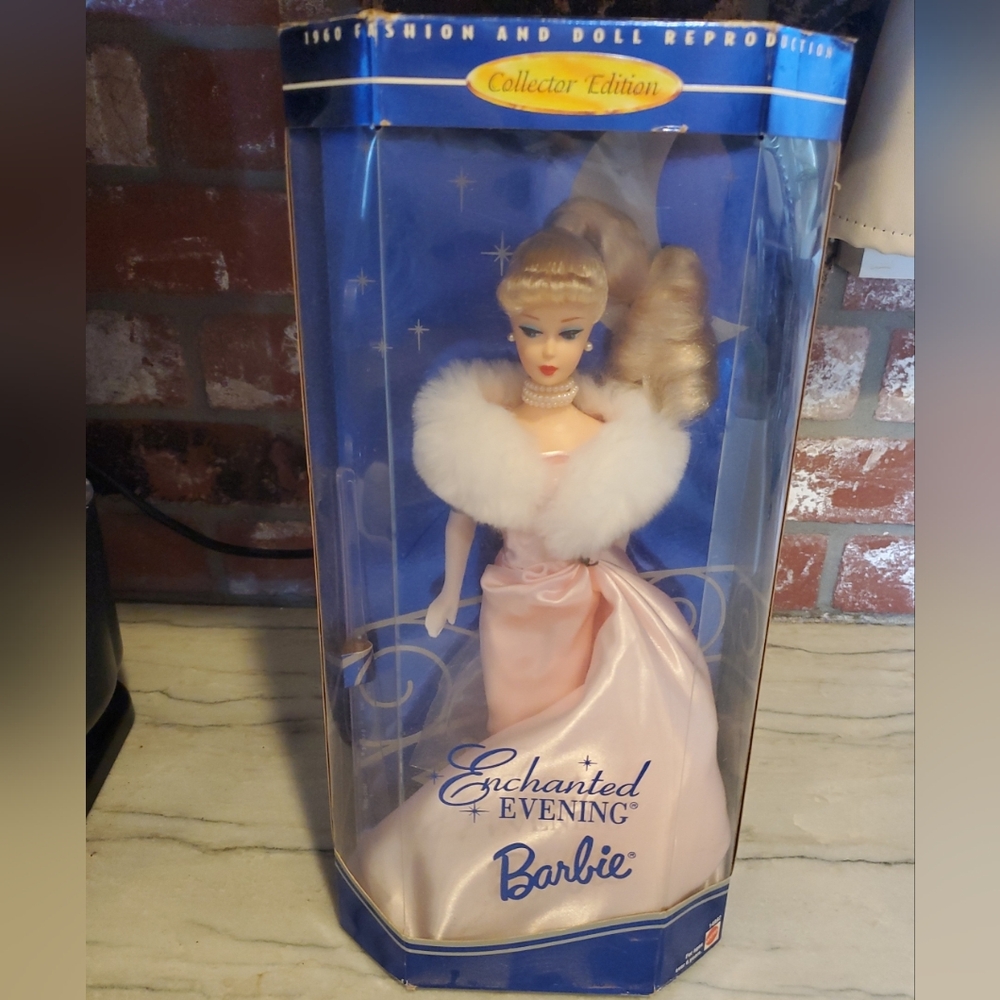 1960 FASHION AND DOLL REPRODUCTION
Collector Edition
Enchanted
EVENING®
Barbie®